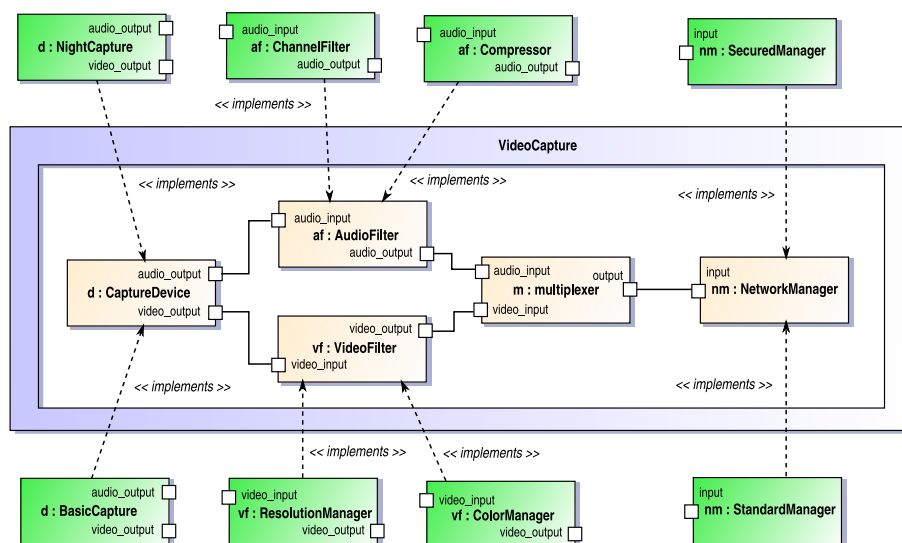 audio_output
d : NightCapture
video_output
audio_input
af : ChannelFilter
audio_output
audio_input
af : Compressor
audio_output
input
nm : SecuredManager
<< implements >>
VideoCapture
<< implements >>
<< implements >>
<< implements >>
audio_input
af : AudioFilter
audio_output
audio_output
d : CaptureDevice
video_output
audio_input
output
m : multiplexer
video_input
input
nm : NetworkManager
video_output
vf : VideoFilter
video_input
<< implements >>
<< implements >>
<< implements >>
<< implements >>
audio_output
d : BasicCapture
video_output
video_input
vf : ResolutionManager
video_output
video_input
vf : ColorManager
video_output
input
nm : StandardManager